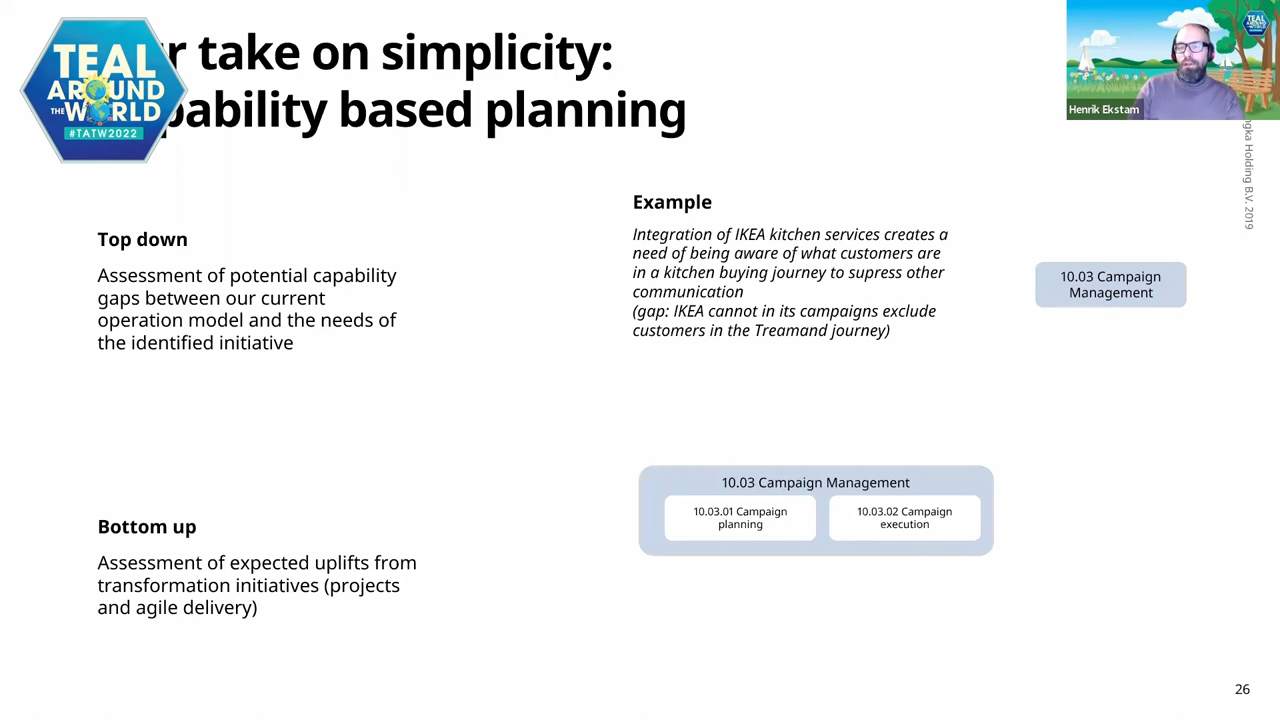 r take on simplicity:
pability based planning
TEAL
AROUND
THE WORLD
#TATW2022
Henrik Ekstam
gka Holding B.V. 2019
Example
Integration of IKEA kitchen services creates a
need of being aware of what customers are
in a kitchen buying journey to supress other
communication
(gap: IKEA cannot in its campaigns exclude
customers in the Treamand journey)
Top down
Assessment of potential capability
gaps between our current
operation model and the needs of
the identified initiative
10.03 Campaign
Management
10.03 Campaign Management
10.03.01 Campaign
planning
10.03.02 Campaign
execution
Bottom up
Assessment of expected uplifts from
transformation initiatives (projects
and agile delivery)
26